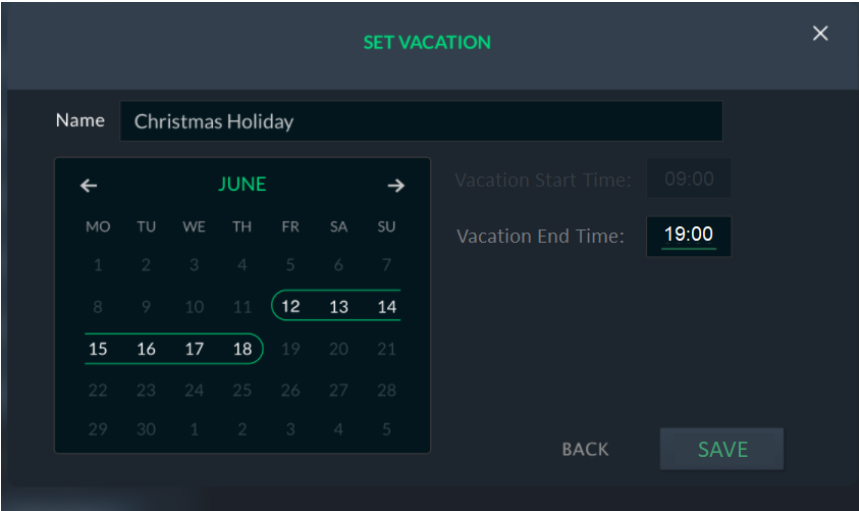 SET VACATION
Name Christmas Holiday
JUNE
Vacation Start Time: 09:00
MO TU WE TH FR SA SU
Vacation End Time: 19:00
1 2 3 4 5 6 7
8 9 10 11 12 13 14
15 16 17 18 19 20 21
22 23 24 25 26 27 28
29 30 1 2 3 4 5
BACK SAVE